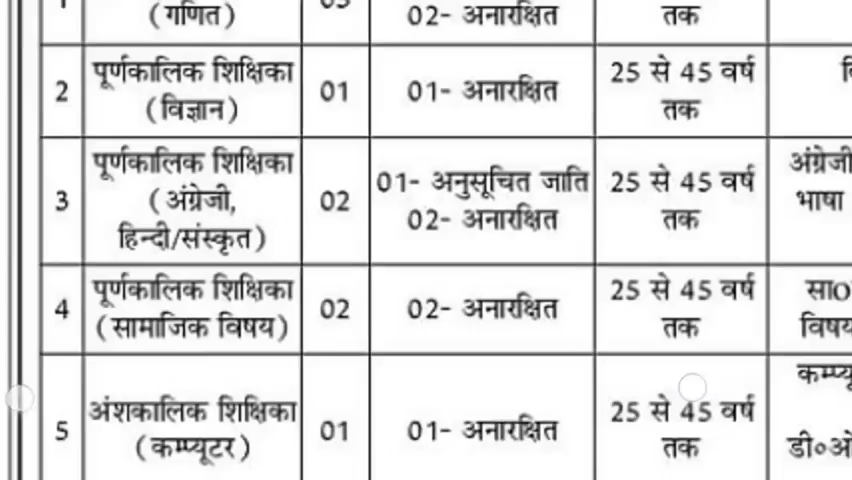 (गणित)
02- अनारक्षित
तक
2
पूर्णकालिक शिक्षिका
(विज्ञान)
01
01- अनारक्षित
25 से 45 वर्ष
तक
3
पूर्णकालिक शिक्षिका
(अंग्रेजी,
हिन्दी/संस्कृत)
02
01- अनुसूचित जाति
02- अनारक्षित
25 से 45 वर्ष
तक
अंग्रेजी
भाषा
4
पूर्णकालिक शिक्षिका
(सामाजिक विषय)
02
02- अनारक्षित
25 से 45 वर्ष
तक
सा०
विषय
5
अंशकालिक शिक्षिका
(कम्प्यूटर)
01
01- अनारक्षित
25 से 45 वर्ष
तक